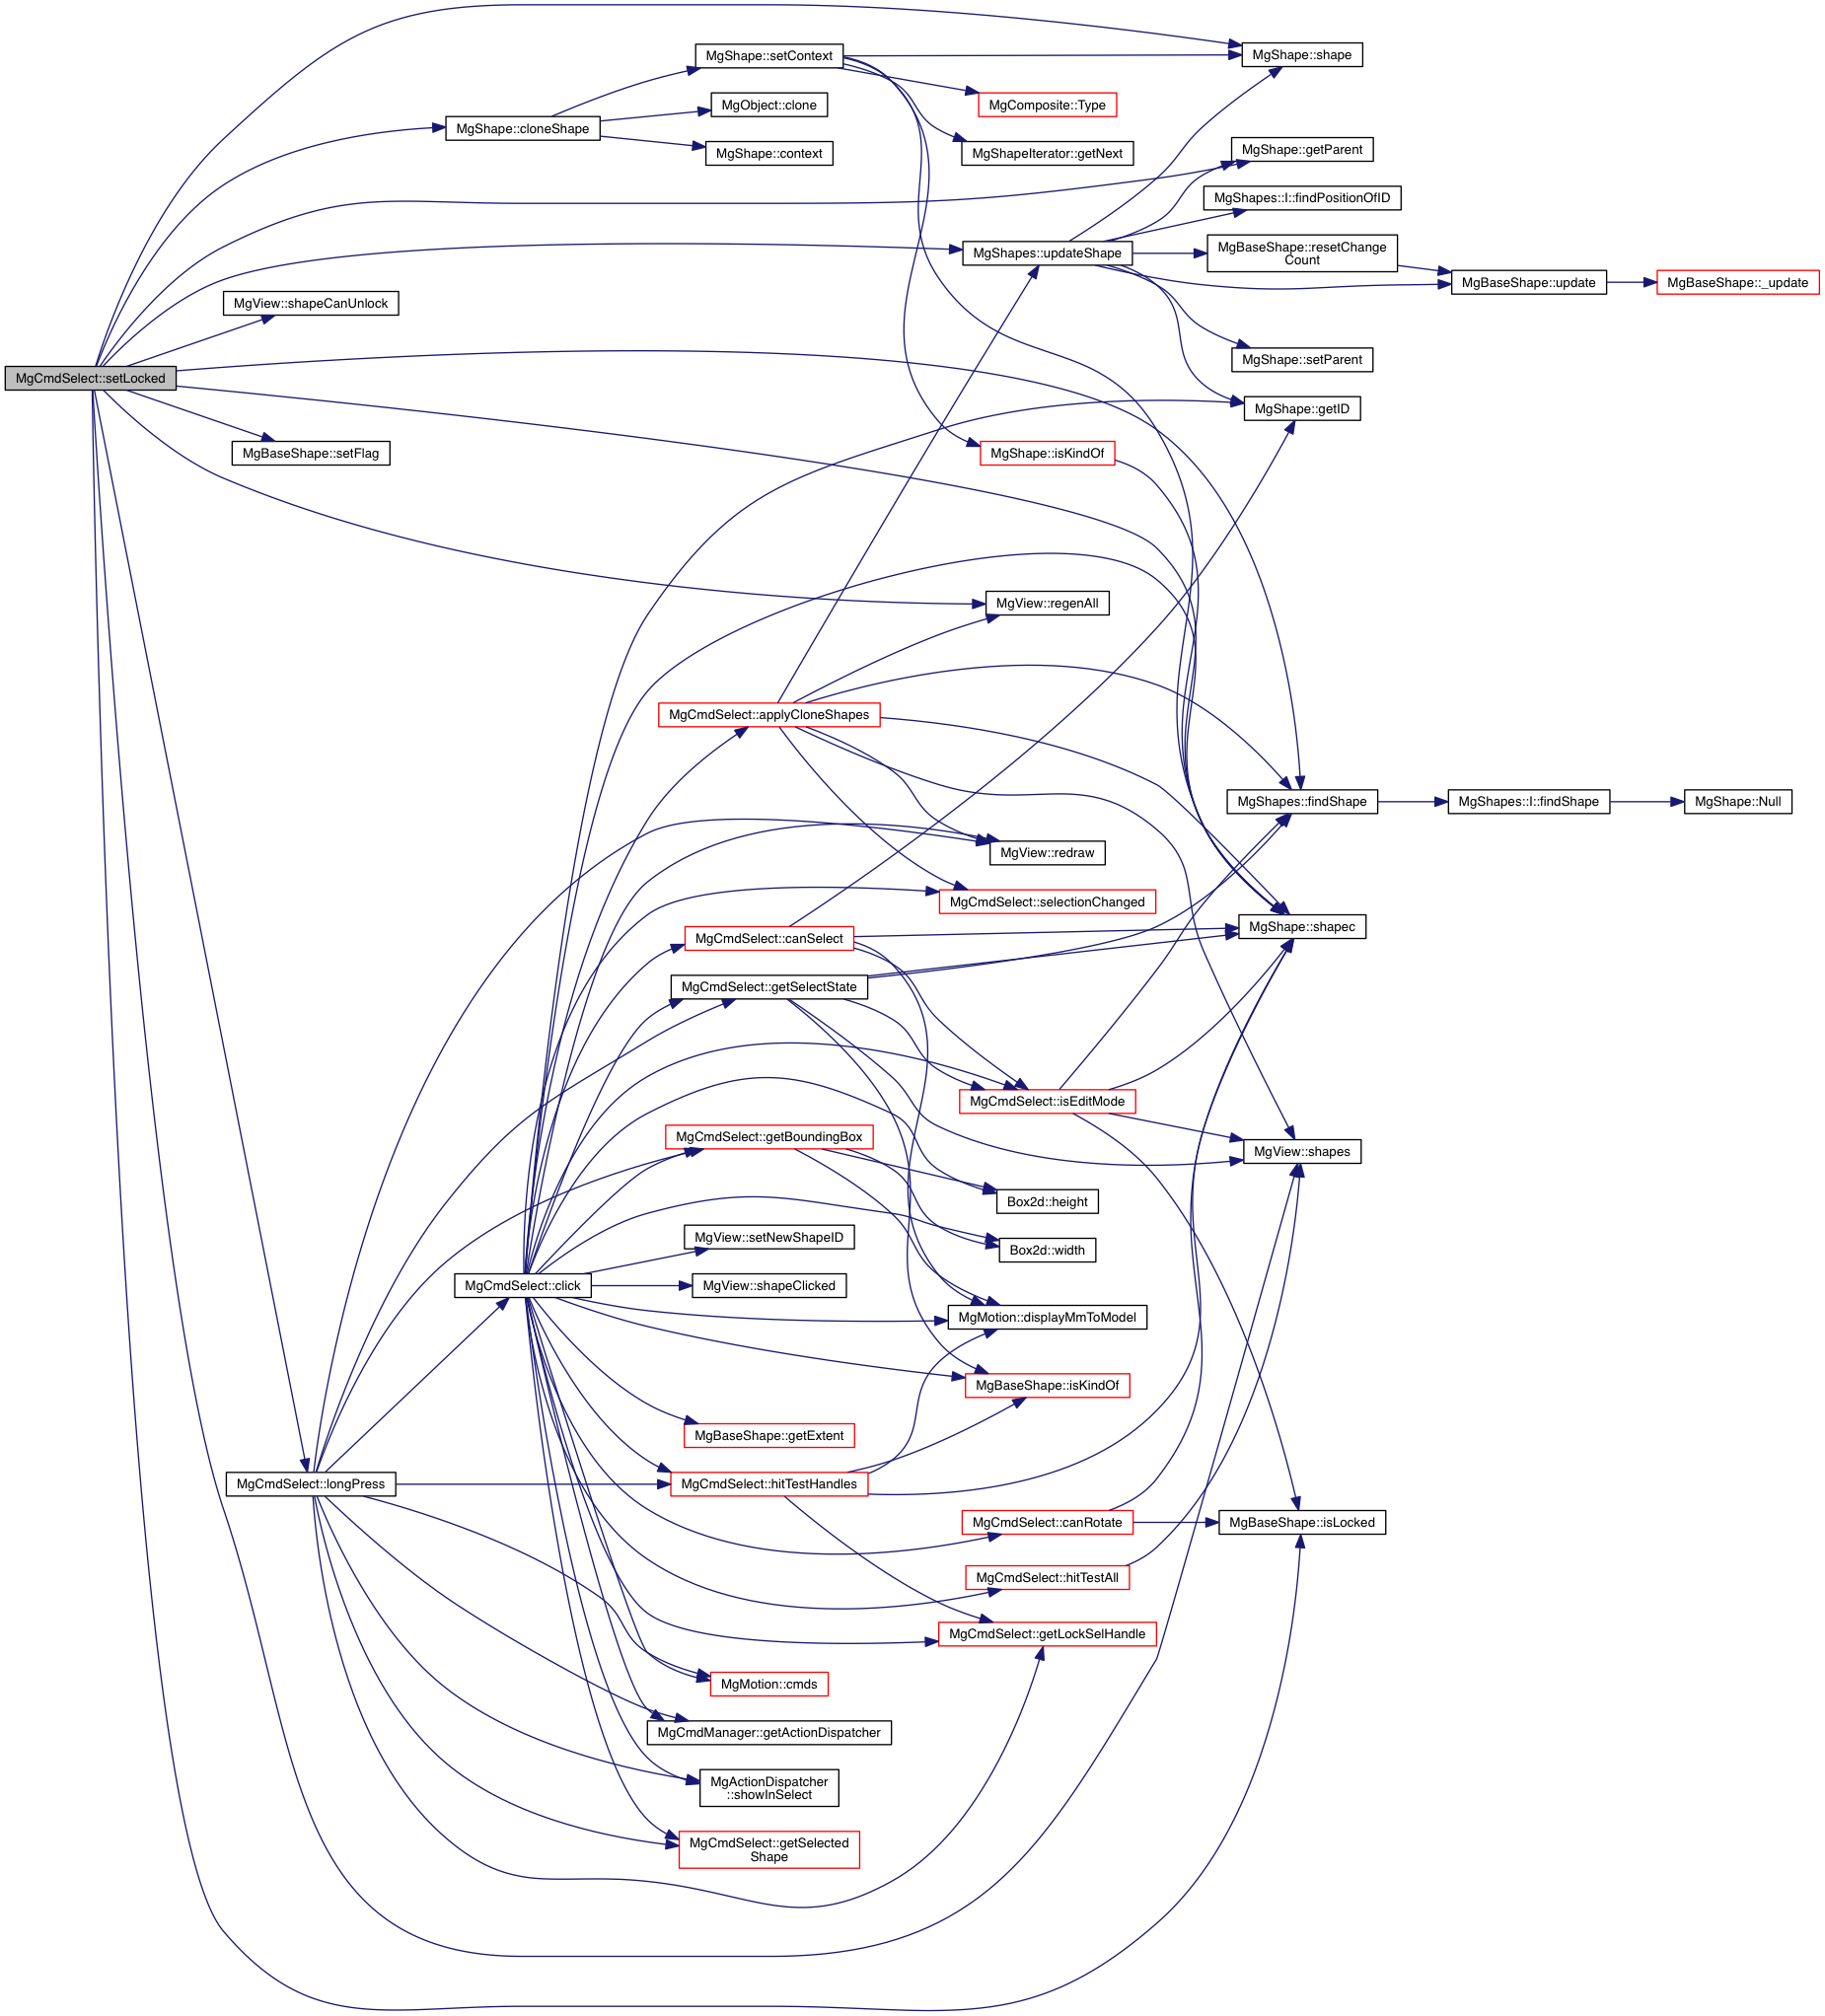 MgShape::setContext
MgShape::shape
MgObject::clone
MgComposite::Type
MgShape::cloneShape
MgShape::context
MgShapeIterator::getNext
MgShape::getParent
MgShapes::I::findPositionOfID
MgShapes::updateShape
MgBaseShape::resetChange
Count
MgBaseShape::update
MgBaseShape::_update
MgView::shapeCanUnlock
MgShape::setParent
MgCmdSelect::setLocked
MgShape::getID
MgBaseShape::setFlag
MgShape::isKindOf
MgView::regenAll
MgCmdSelect::applyCloneShapes
MgShapes::findShape
MgShapes::I::findShape
MgShape::Null
MgView::redraw
MgCmdSelect::selectionChanged
MgShape::shapec
MgCmdSelect::canSelect
MgCmdSelect::getSelectState
MgCmdSelect::isEditMode
MgCmdSelect::getBoundingBox
MgView::shapes
Box2d::height
MgView::setNewShapeID
Box2d::width
MgCmdSelect::click
MgView::shapeClicked
MgMotion::displayMmToModel
MgBaseShape::isKindOf
MgBaseShape::getExtent
MgCmdSelect::longPress
MgCmdSelect::hitTestHandles
MgCmdSelect::canRotate
MgBaseShape::isLocked
MgCmdSelect::hitTestAll
MgCmdSelect::getLockSelHandle
MgMotion::cmds
MgCmdManager::getActionDispatcher
MgActionDispatcher
::showInSelect
MgCmdSelect::getSelected
Shape